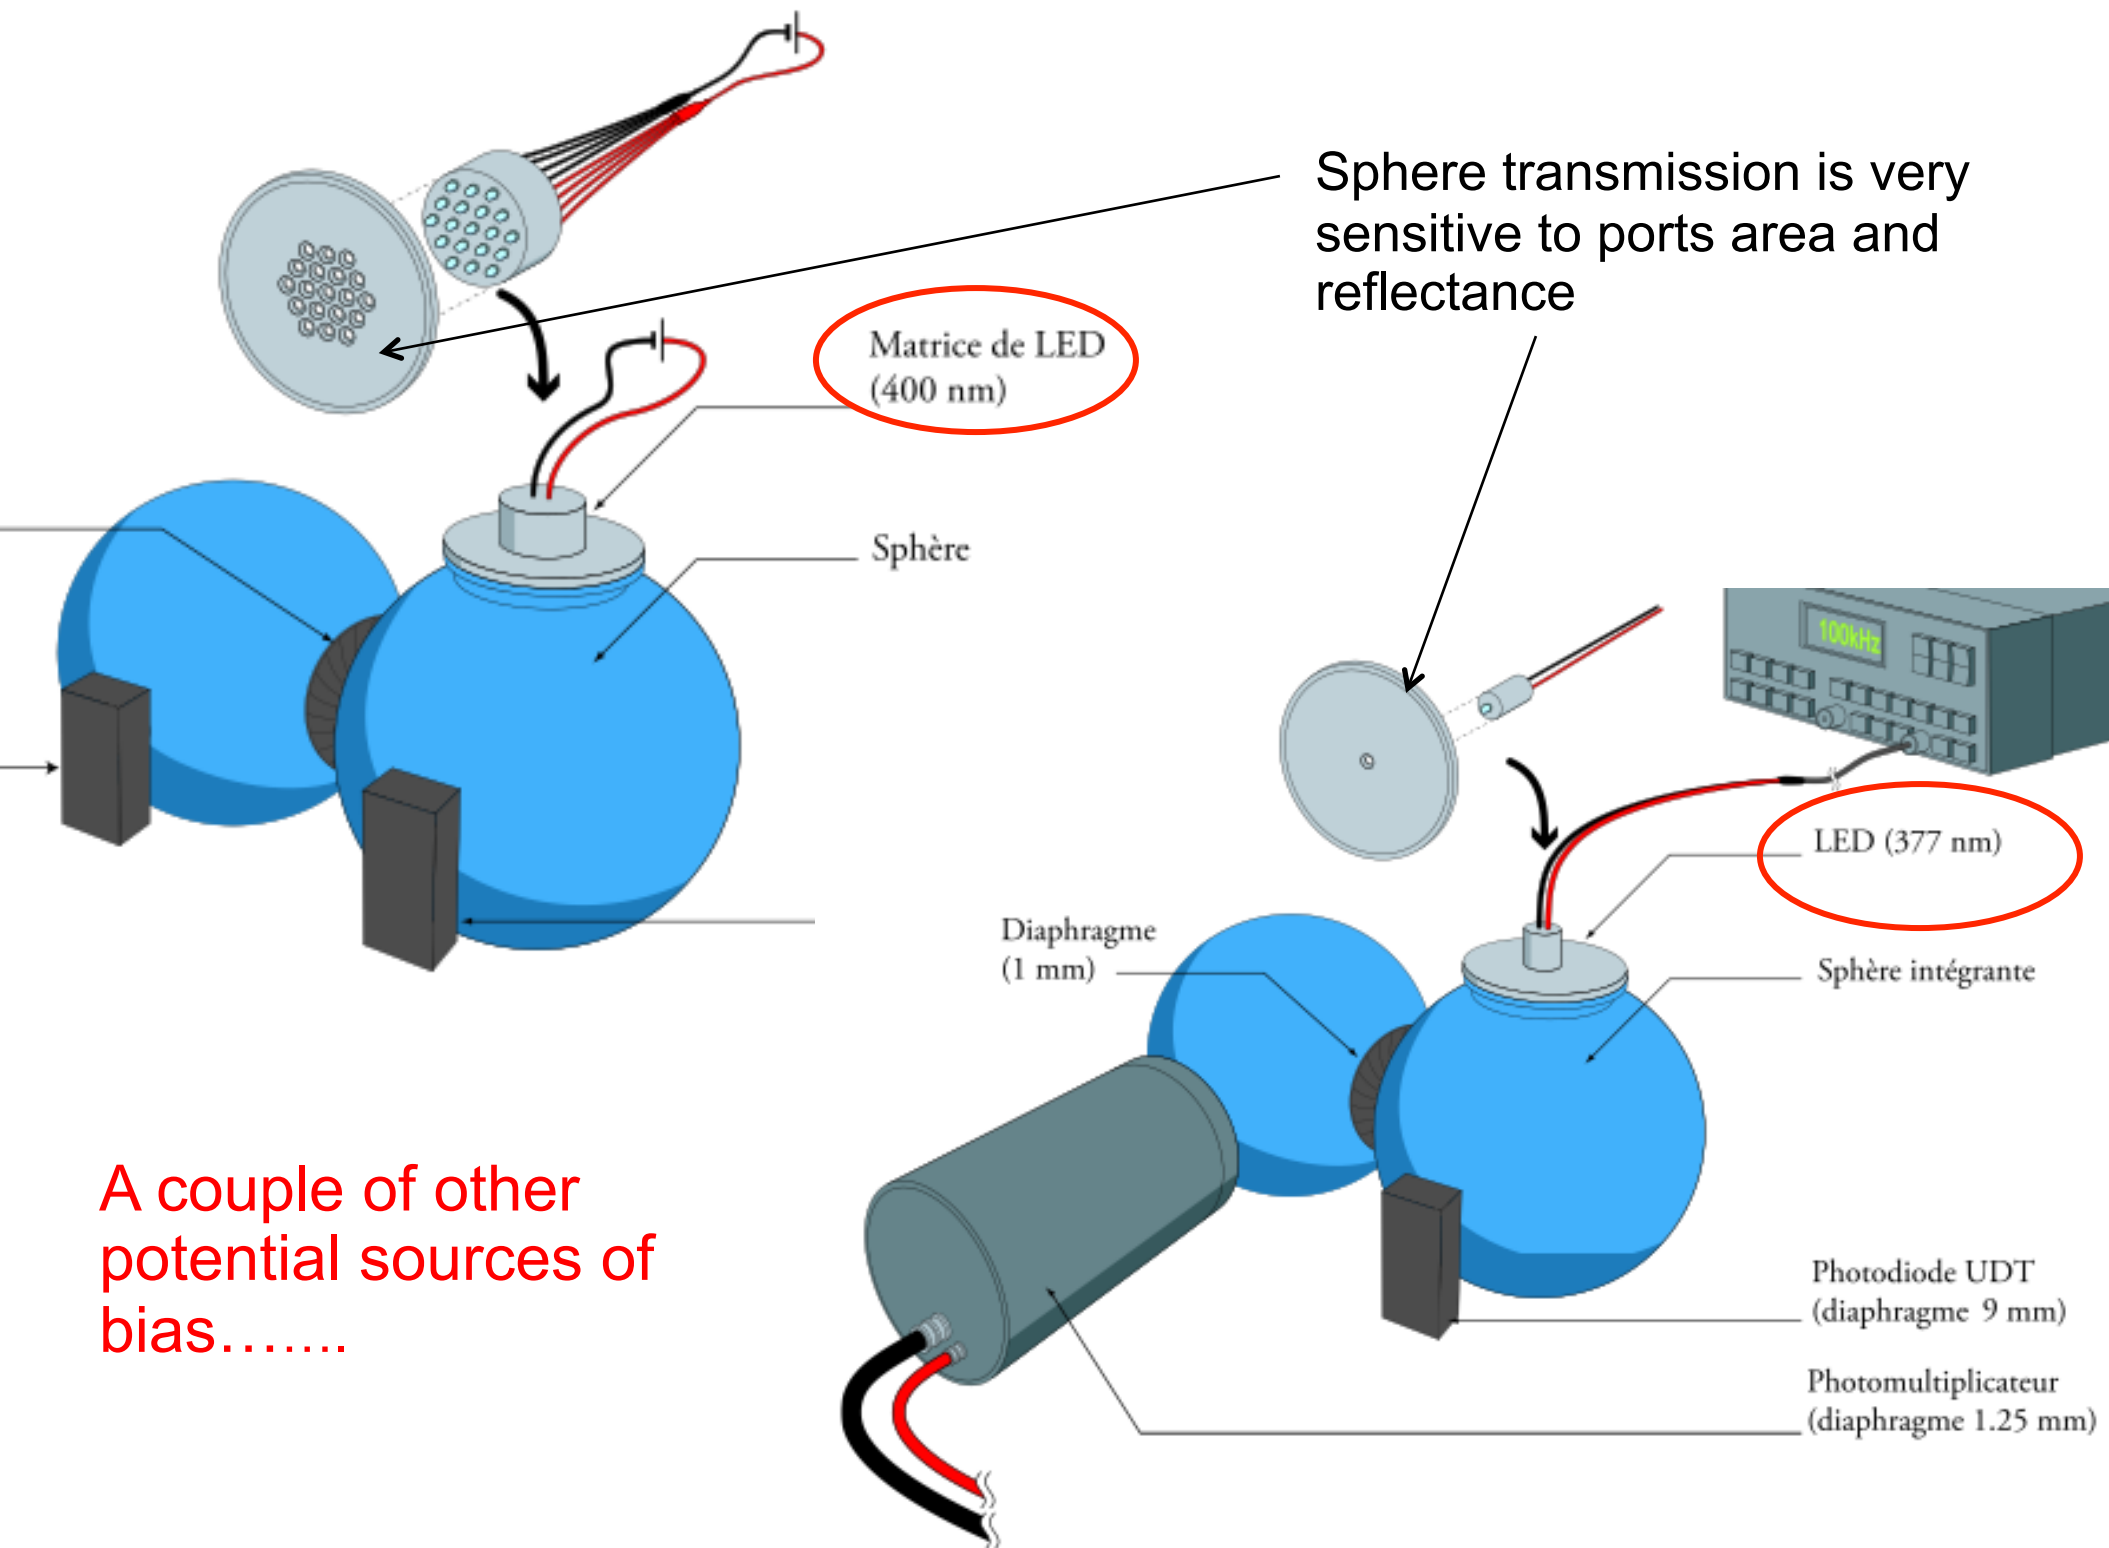 Sphere transmission is very
sensitive to ports area and
reflectance
Matrice de LED
(400 nm)
Sphère
100kHz
LED (377 nm)
Diaphragme
(1 mm)
Sphère intégrante
A couple of other
potential sources of
bias…….
Photodiode UDT
(diaphragme 9 mm)
Photomultiplicateur
(diaphragme 1.25 mm)